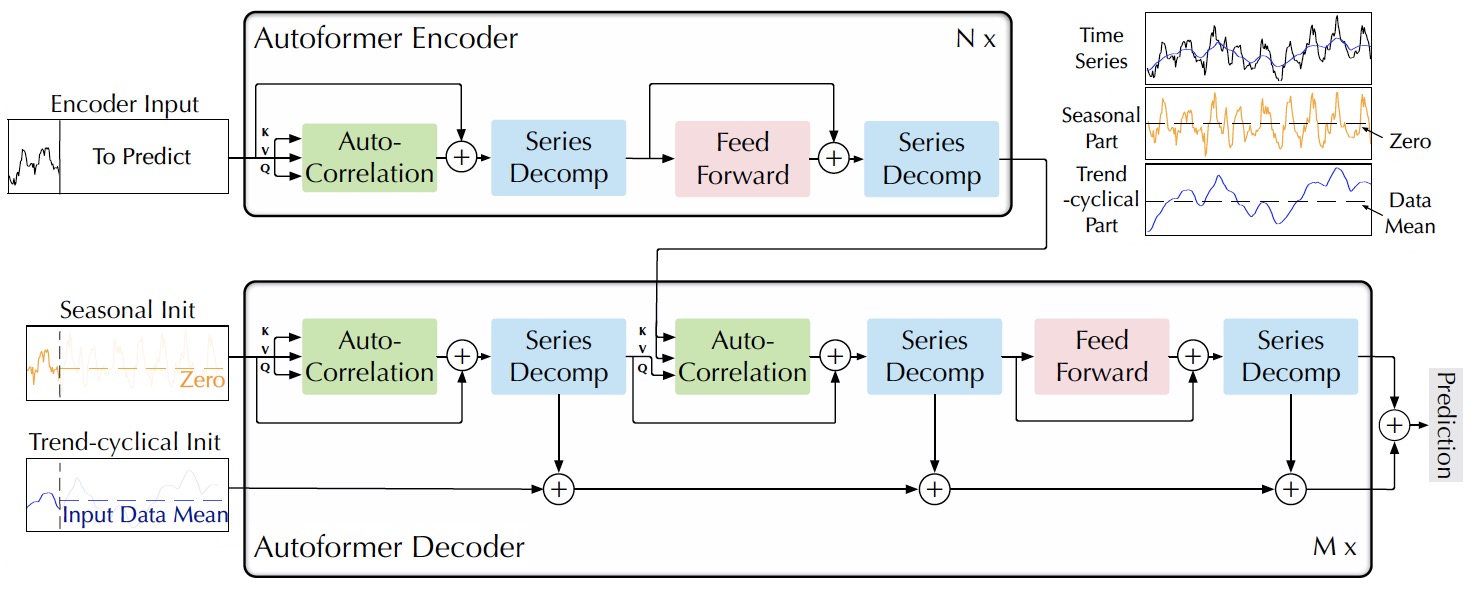 Autoformer Encoder
N x
Encoder Input
To Predict
K
V
Q
Auto-
Correlation
+
Series
Decomp
Feed
Forward
+
Series
Decomp
Time
Series
Seasonal
Part
Zero
Trend
-cyclical
Part
Data
Mean
Seasonal Init
Zero
K
V
Q
Auto-
Correlation
+
Series
Decomp
K
V
Q
Auto-
Correlation
+
Series
Decomp
Feed
Forward
+
Series
Decomp
+
Prediction
Trend-cyclical Init
Input Data Mean
+
+
+
Autoformer Decoder
M x